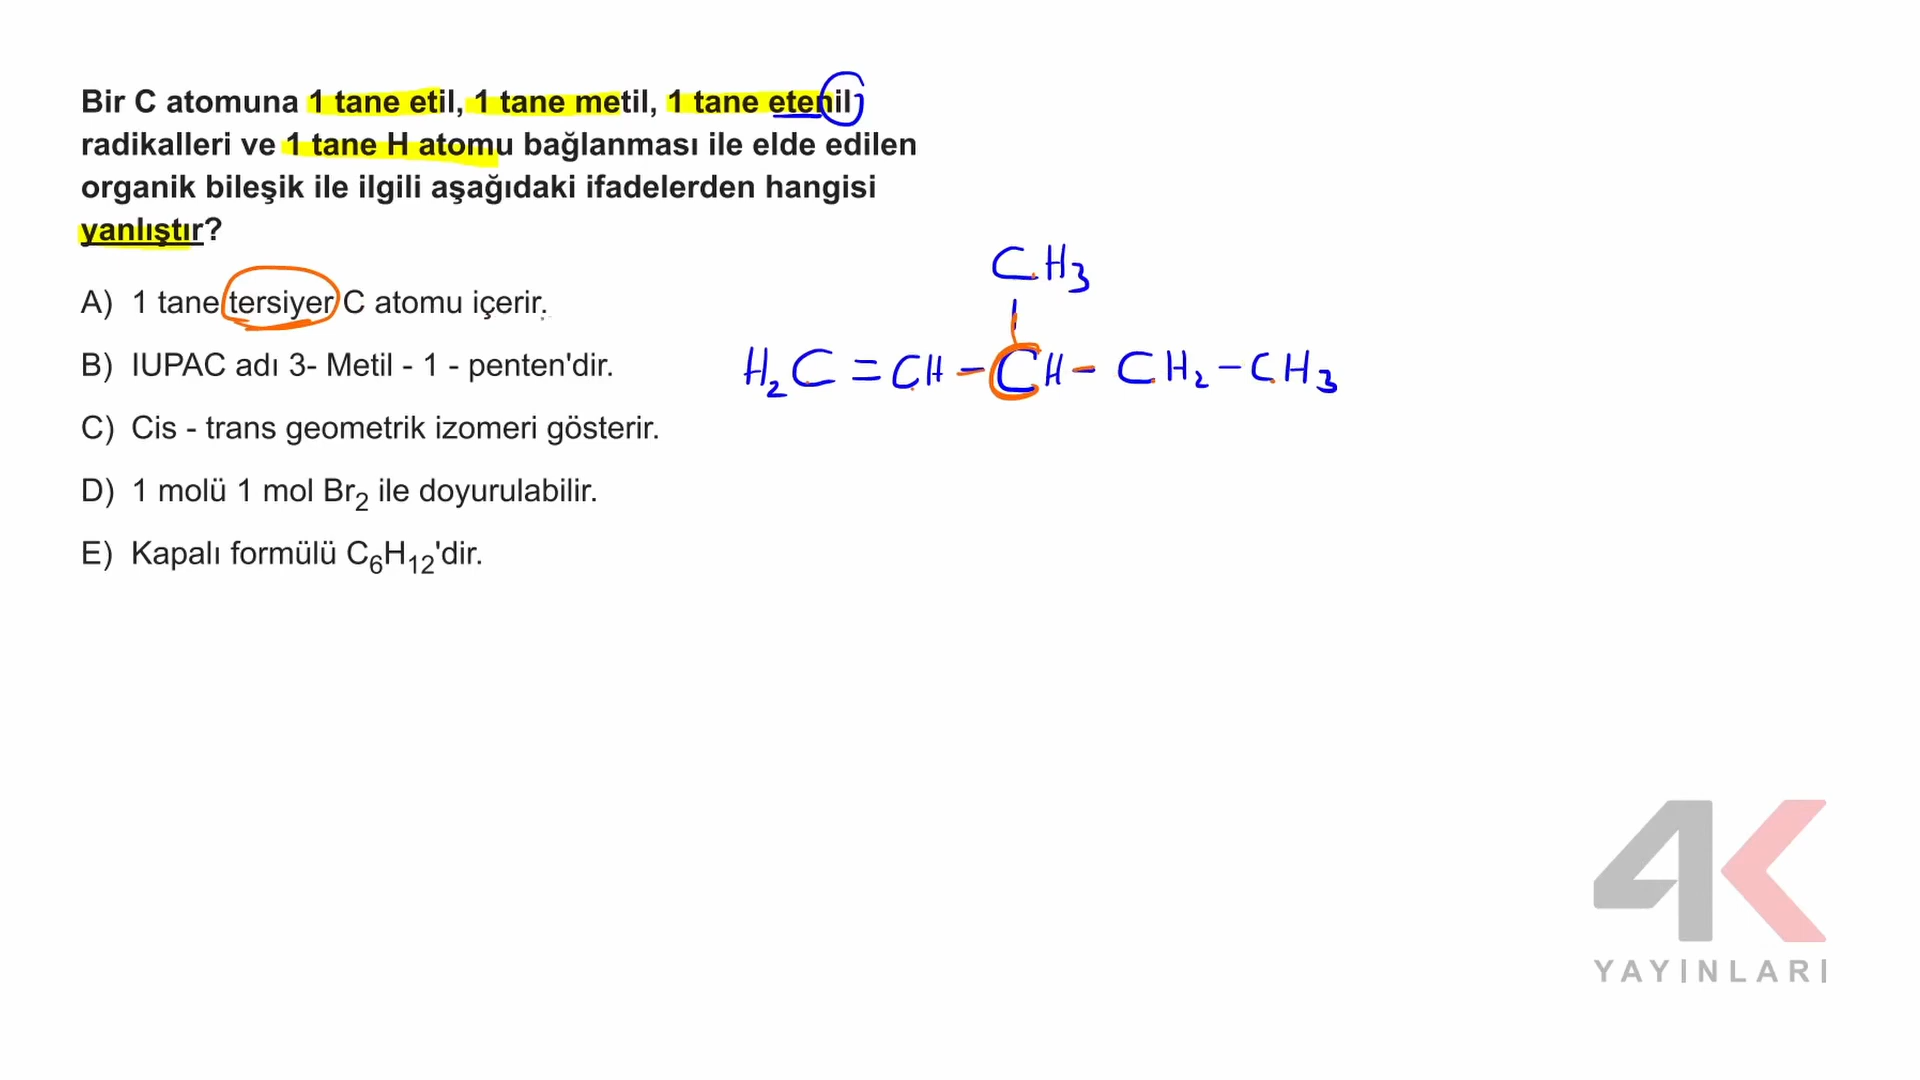 Bir C atomuna 1 tane etil, 1 tane metil, 1 tane etenil
radikalleri ve 1 tane H atomu bağlanması ile elde edilen
organik bileşik ile ilgili aşağıdaki ifadelerden hangisi
yanlıştır?
A) 1 tane tersiyer C atomu içerir.
B) IUPAC adı 3- Metil - 1 - penten'dir.
C) Cis - trans geometrik izomeri gösterir.
D) 1 molü 1 mol Br₂ ile doyurulabilir.
E) Kapalı formülü C₆H₁₂'dir.
CH₃
H₂C = CH - CH - CH₂ - CH₃
4K
YAYINLARI